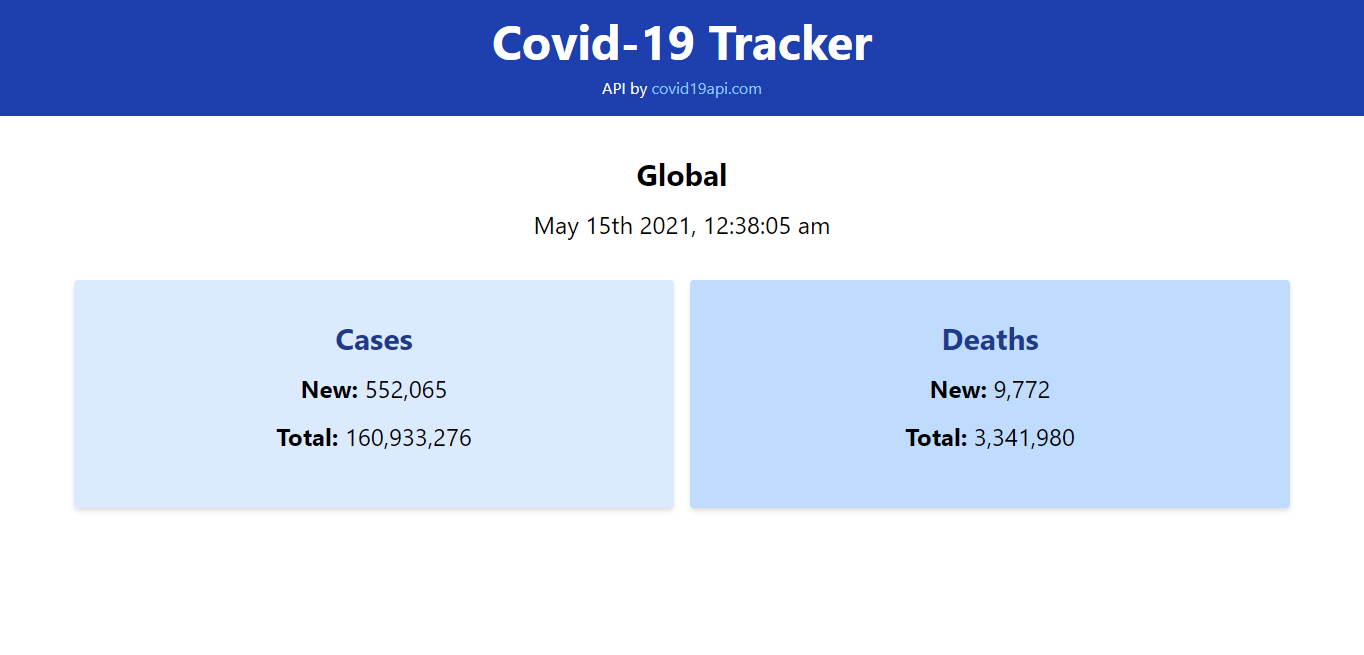 Covid-19 Tracker
API by covid19api.com
Global
May 15th 2021, 12:38:05 am
Cases
New: 552,065
Total: 160,933,276
Deaths
New: 9,772
Total: 3,341,980